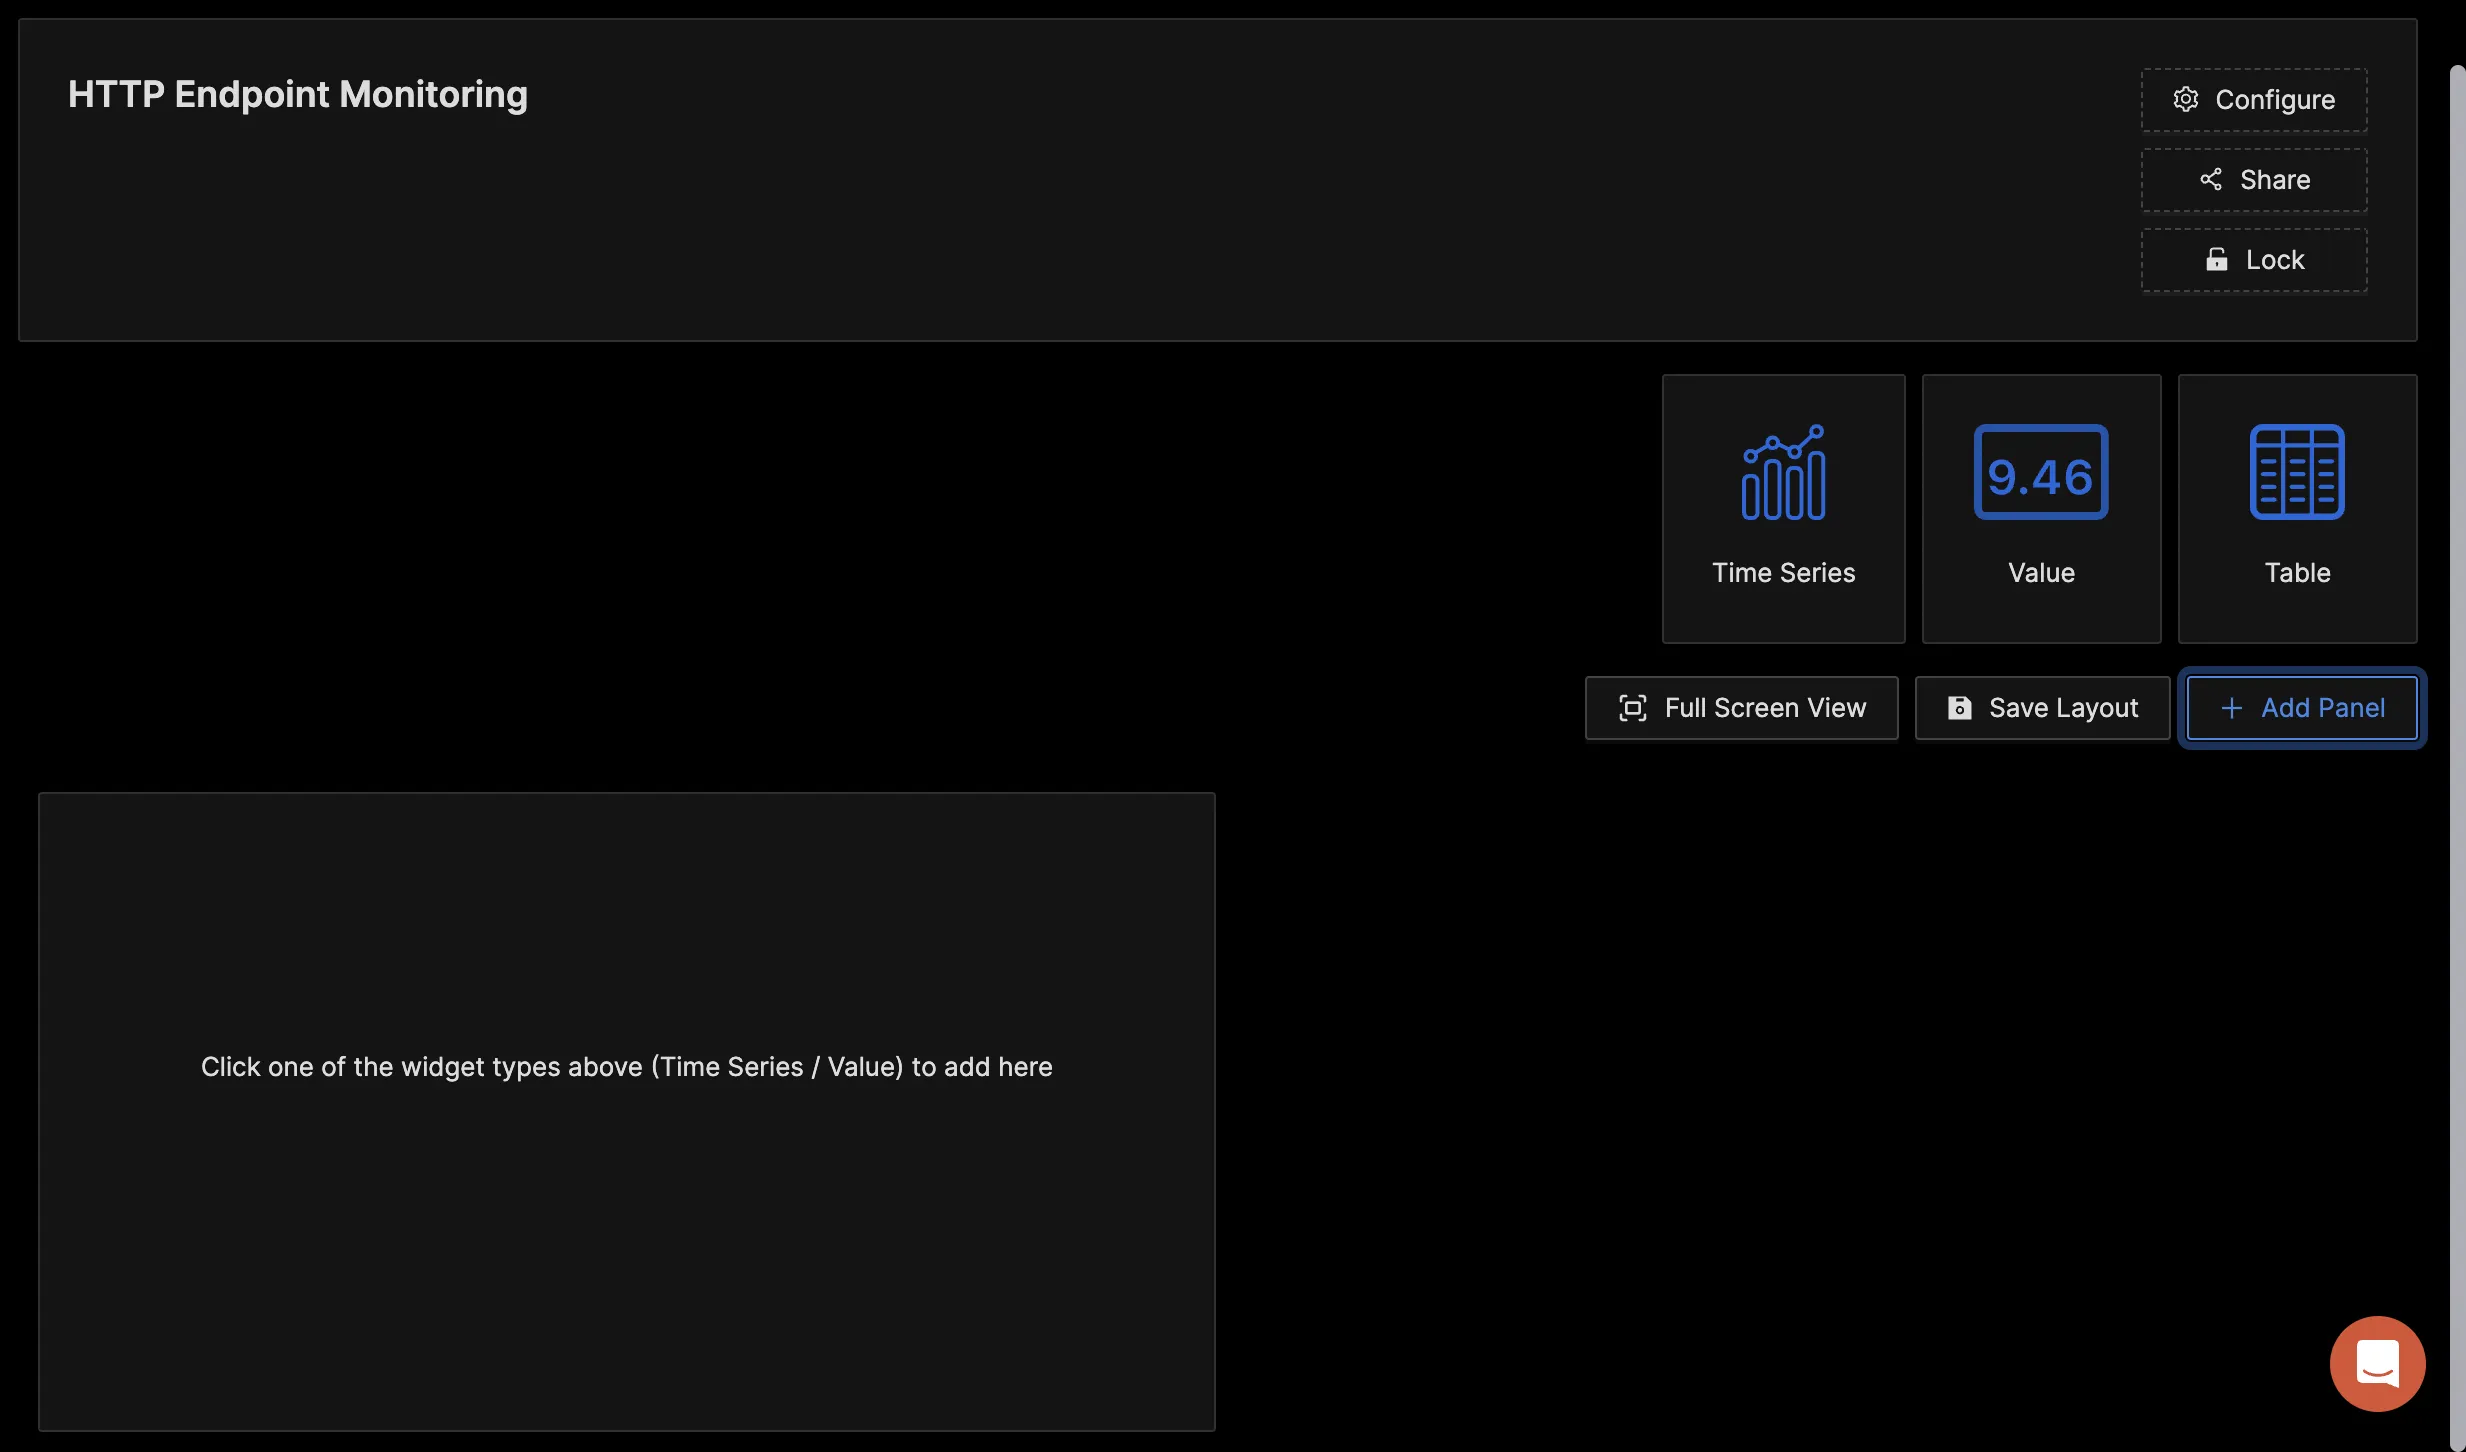 HTTP Endpoint Monitoring
Configure
Share
Lock
9.46
Time Series
Value
Table
Full Screen View
Save Layout
Add Panel
Click one of the widget types above (Time Series / Value) to add here